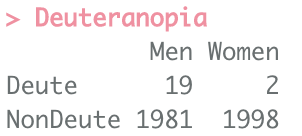 > Deuteranopia
Men Women
Deute 19 2
NonDeute 1981 1998